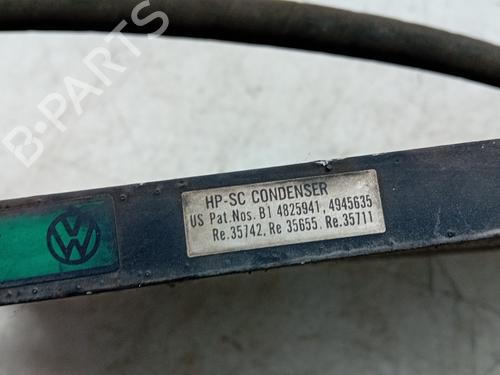 B-PARTS
HP-SC CONDENSER
US Pat.Nos. B1 4825941, 4945635
Re.35742, Re 35655, Re.35711